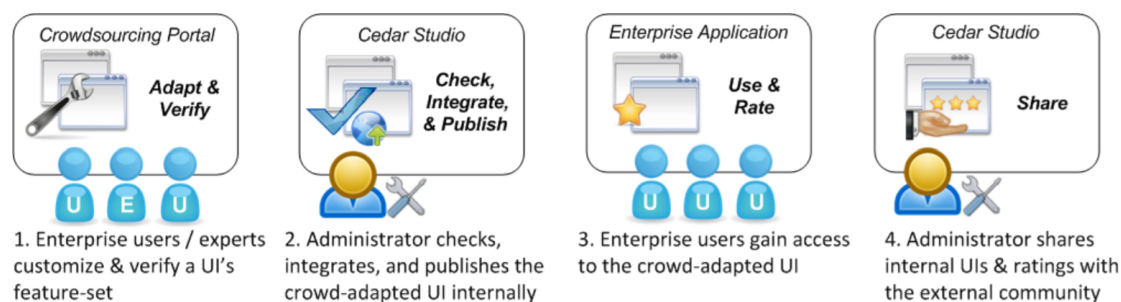 Crowdsourcing Portal
Adapt &
Verify
U E U
1. Enterprise users / experts
customize & verify a UI's
feature-set
Cedar Studio
Check,
Integrate,
& Publish
2. Administrator checks,
integrates, and publishes the
crowd-adapted UI internally
Enterprise Application
Use &
Rate
U U U
3. Enterprise users gain access
to the crowd-adapted UI
Cedar Studio
Share
4. Administrator shares
internal UIs & ratings with
the external community